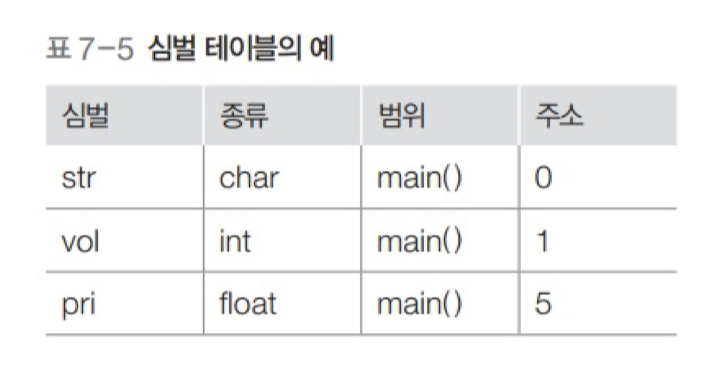 표 7-5 심벌 테이블의 예
심벌 종류 범위 주소
str char main() 0
vol int main() 1
pri float main() 5